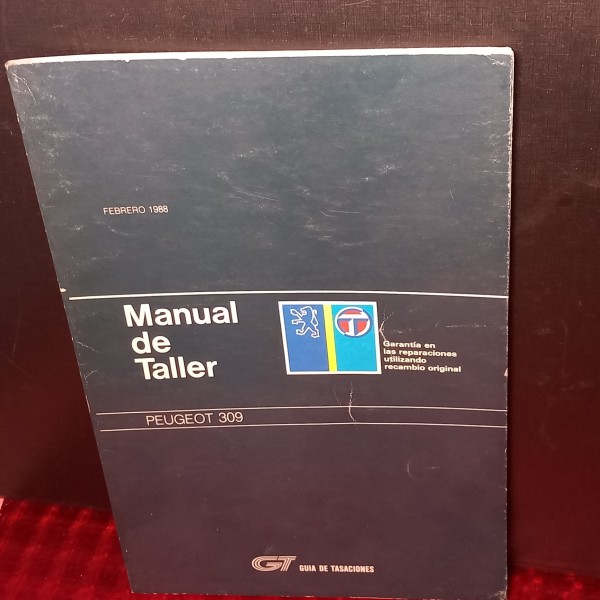 FEBRERO 1988
Manual
de
Taller
T
Garantía en
las reparaciones
utilizando
recambio original
PEUGEOT 309
GT GUIA DE TASACIONES